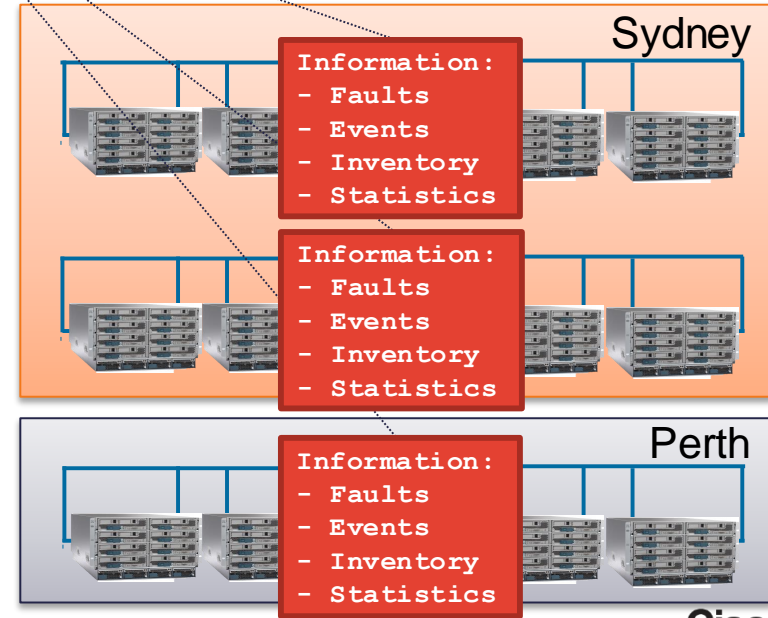 Sydney
Information:
- Faults
- Events
- Inventory
- Statistics
Information:
- Faults
- Events
- Inventory
- Statistics
Perth
Information:
- Faults
- Events
- Inventory
- Statistics